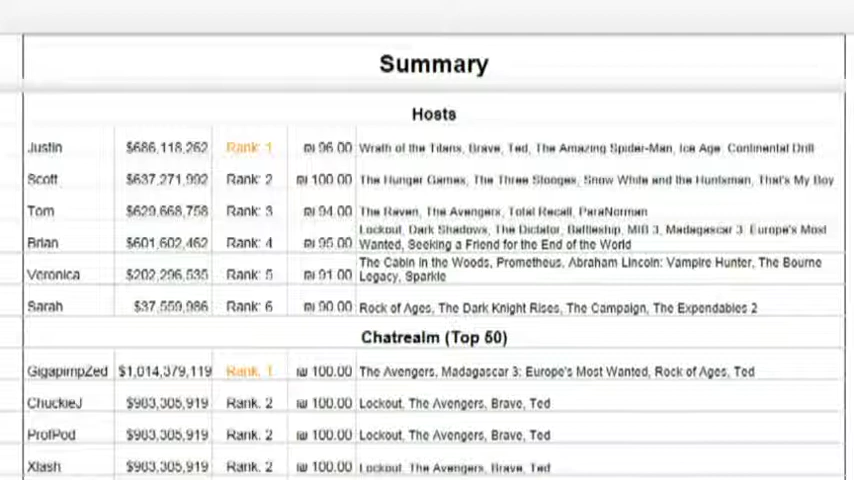 Summary
Hosts
Justin $686,118,262 Rank: 1 ₪ 96.00 Wrath of the Titans, Brave, Ted, The Amazing Spider-Man, Ice Age: Continental Drift
Scott $637,271,992 Rank: 2 ₪ 100.00 The Hunger Games, The Three Stooges, Snow White and the Huntsman, That's My Boy
Tom $629,668,758 Rank: 3 ₪ 94.00 The Raven, The Avengers, Total Recall, ParaNorman
Brian $601,602,462 Rank: 4 ₪ 95.00 Lockout, Dark Shadows, The Dictator, Battleship, MIB 3, Madagascar 3: Europe's Most
Wanted, Seeking a Friend for the End of the World
Veronica $202,296,535 Rank: 5 ₪ 91.00 The Cabin in the Woods, Prometheus, Abraham Lincoln: Vampire Hunter, The Bourne
Legacy, Sparkle
Sarah $37,559,986 Rank: 6 ₪ 90.00 Rock of Ages, The Dark Knight Rises, The Campaign, The Expendables 2
Chatrealm (Top 50)
GigapimpZed $1,014,379,119 Rank: 1 ₪ 100.00 The Avengers, Madagascar 3: Europe's Most Wanted, Rock of Ages, Ted
ChuckieJ $903,305,919 Rank: 2 ₪ 100.00 Lockout, The Avengers, Brave, Ted
ProfPod $903,305,919 Rank: 2 ₪ 100.00 Lockout, The Avengers, Brave, Ted
Xlash $903,305,919 Rank: 2 ₪ 100.00 Lockout, The Avengers, Brave, Ted